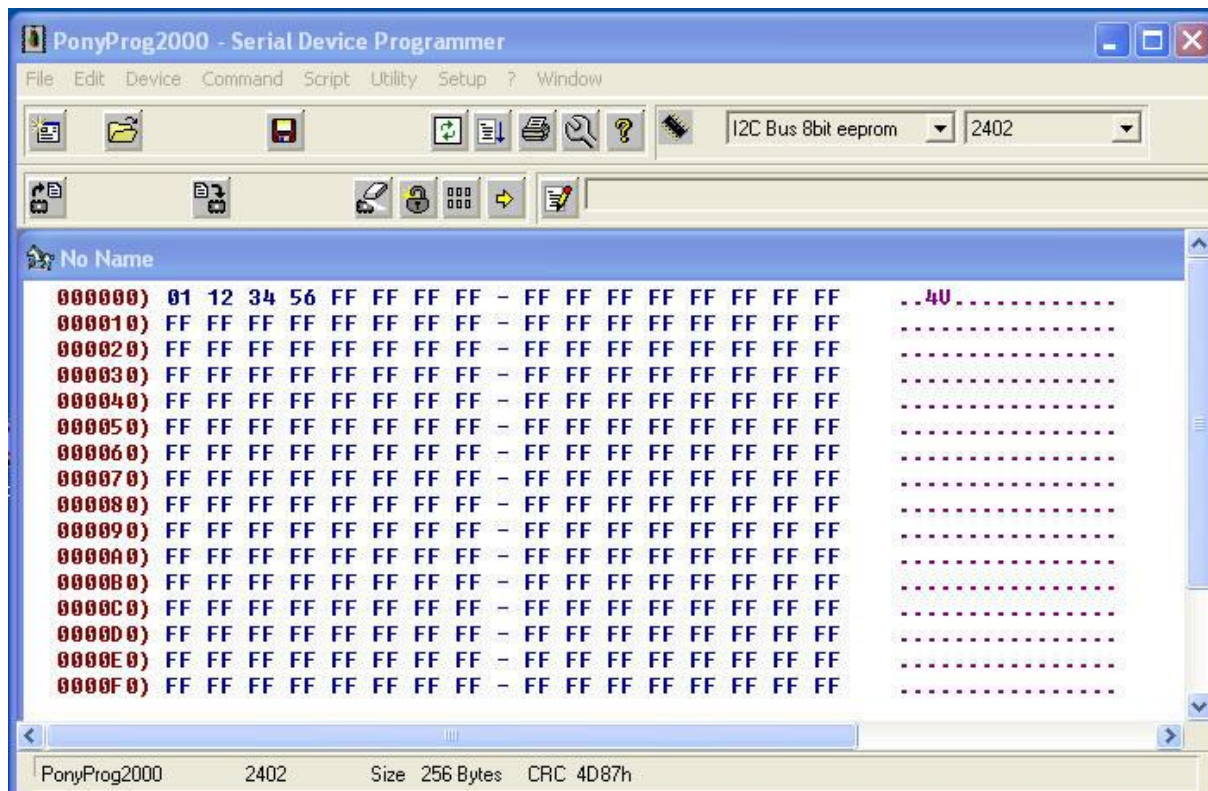 PonyProg2000 - Serial Device Programmer
File Edit Device Command Script Utility Setup ? Window
I2C Bus 8bit eeprom 2402
No Name
000000) 01 12 34 56 FF FF FF FF - FF FF FF FF FF FF FF FF ..4V............
000010) FF FF FF FF FF FF FF FF - FF FF FF FF FF FF FF FF ................
000020) FF FF FF FF FF FF FF FF - FF FF FF FF FF FF FF FF ................
000030) FF FF FF FF FF FF FF FF - FF FF FF FF FF FF FF FF ................
000040) FF FF FF FF FF FF FF FF - FF FF FF FF FF FF FF FF ................
000050) FF FF FF FF FF FF FF FF - FF FF FF FF FF FF FF FF ................
000060) FF FF FF FF FF FF FF FF - FF FF FF FF FF FF FF FF ................
000070) FF FF FF FF FF FF FF FF - FF FF FF FF FF FF FF FF ................
000080) FF FF FF FF FF FF FF FF - FF FF FF FF FF FF FF FF ................
000090) FF FF FF FF FF FF FF FF - FF FF FF FF FF FF FF FF ................
0000A0) FF FF FF FF FF FF FF FF - FF FF FF FF FF FF FF FF ................
0000B0) FF FF FF FF FF FF FF FF - FF FF FF FF FF FF FF FF ................
0000C0) FF FF FF FF FF FF FF FF - FF FF FF FF FF FF FF FF ................
0000D0) FF FF FF FF FF FF FF FF - FF FF FF FF FF FF FF FF ................
0000E0) FF FF FF FF FF FF FF FF - FF FF FF FF FF FF FF FF ................
0000F0) FF FF FF FF FF FF FF FF - FF FF FF FF FF FF FF FF ................
PonyProg2000 2402 Size 256 Bytes CRC 4D87h